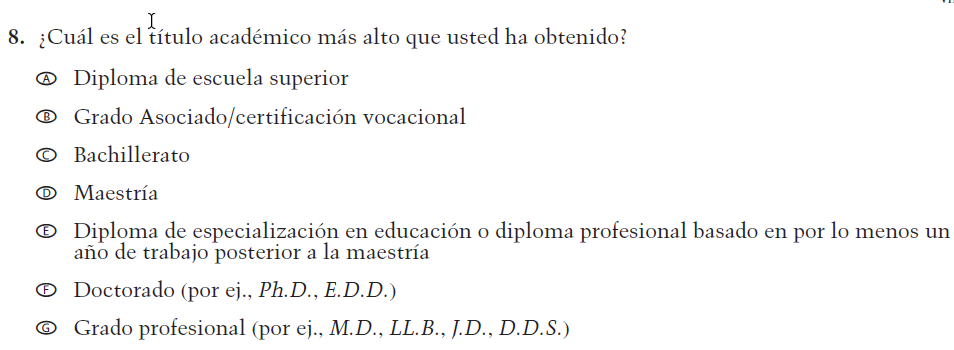 8. ¿Cuál es el título académico más alto que usted ha obtenido?
Ⓐ Diploma de escuela superior
Ⓑ Grado Asociado/certificación vocacional
Ⓒ Bachillerato
Ⓓ Maestría
Ⓔ Diploma de especialización en educación o diploma profesional basado en por lo menos un
año de trabajo posterior a la maestría
Ⓕ Doctorado (por ej., Ph.D., E.D.D.)
Ⓖ Grado profesional (por ej., M.D., LL.B., J.D., D.D.S.)